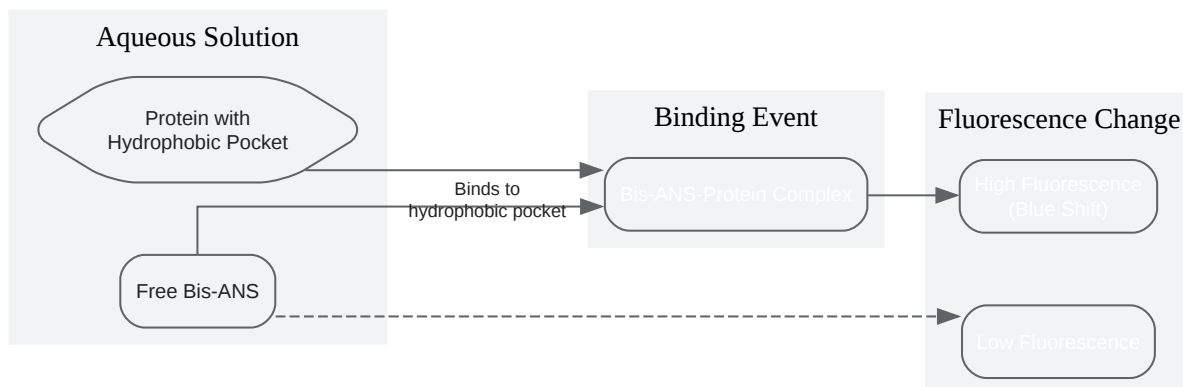 Aqueous Solution
Protein with
Hydrophobic Pocket
Free Bis-ANS
Binds to
hydrophobic pocket
Binding Event
Bis-ANS-Protein Complex
Fluorescence Change
High Fluorescence
(Blue Shift)
Low Fluorescence